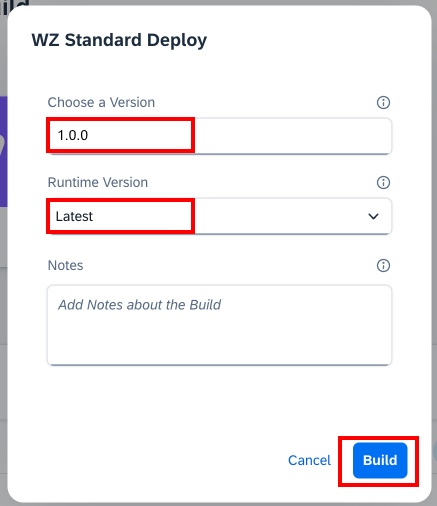 WZ Standard Deploy
Choose a Version
1.0.0
Runtime Version
Latest
Notes
Add Notes about the Build
Cancel
Build